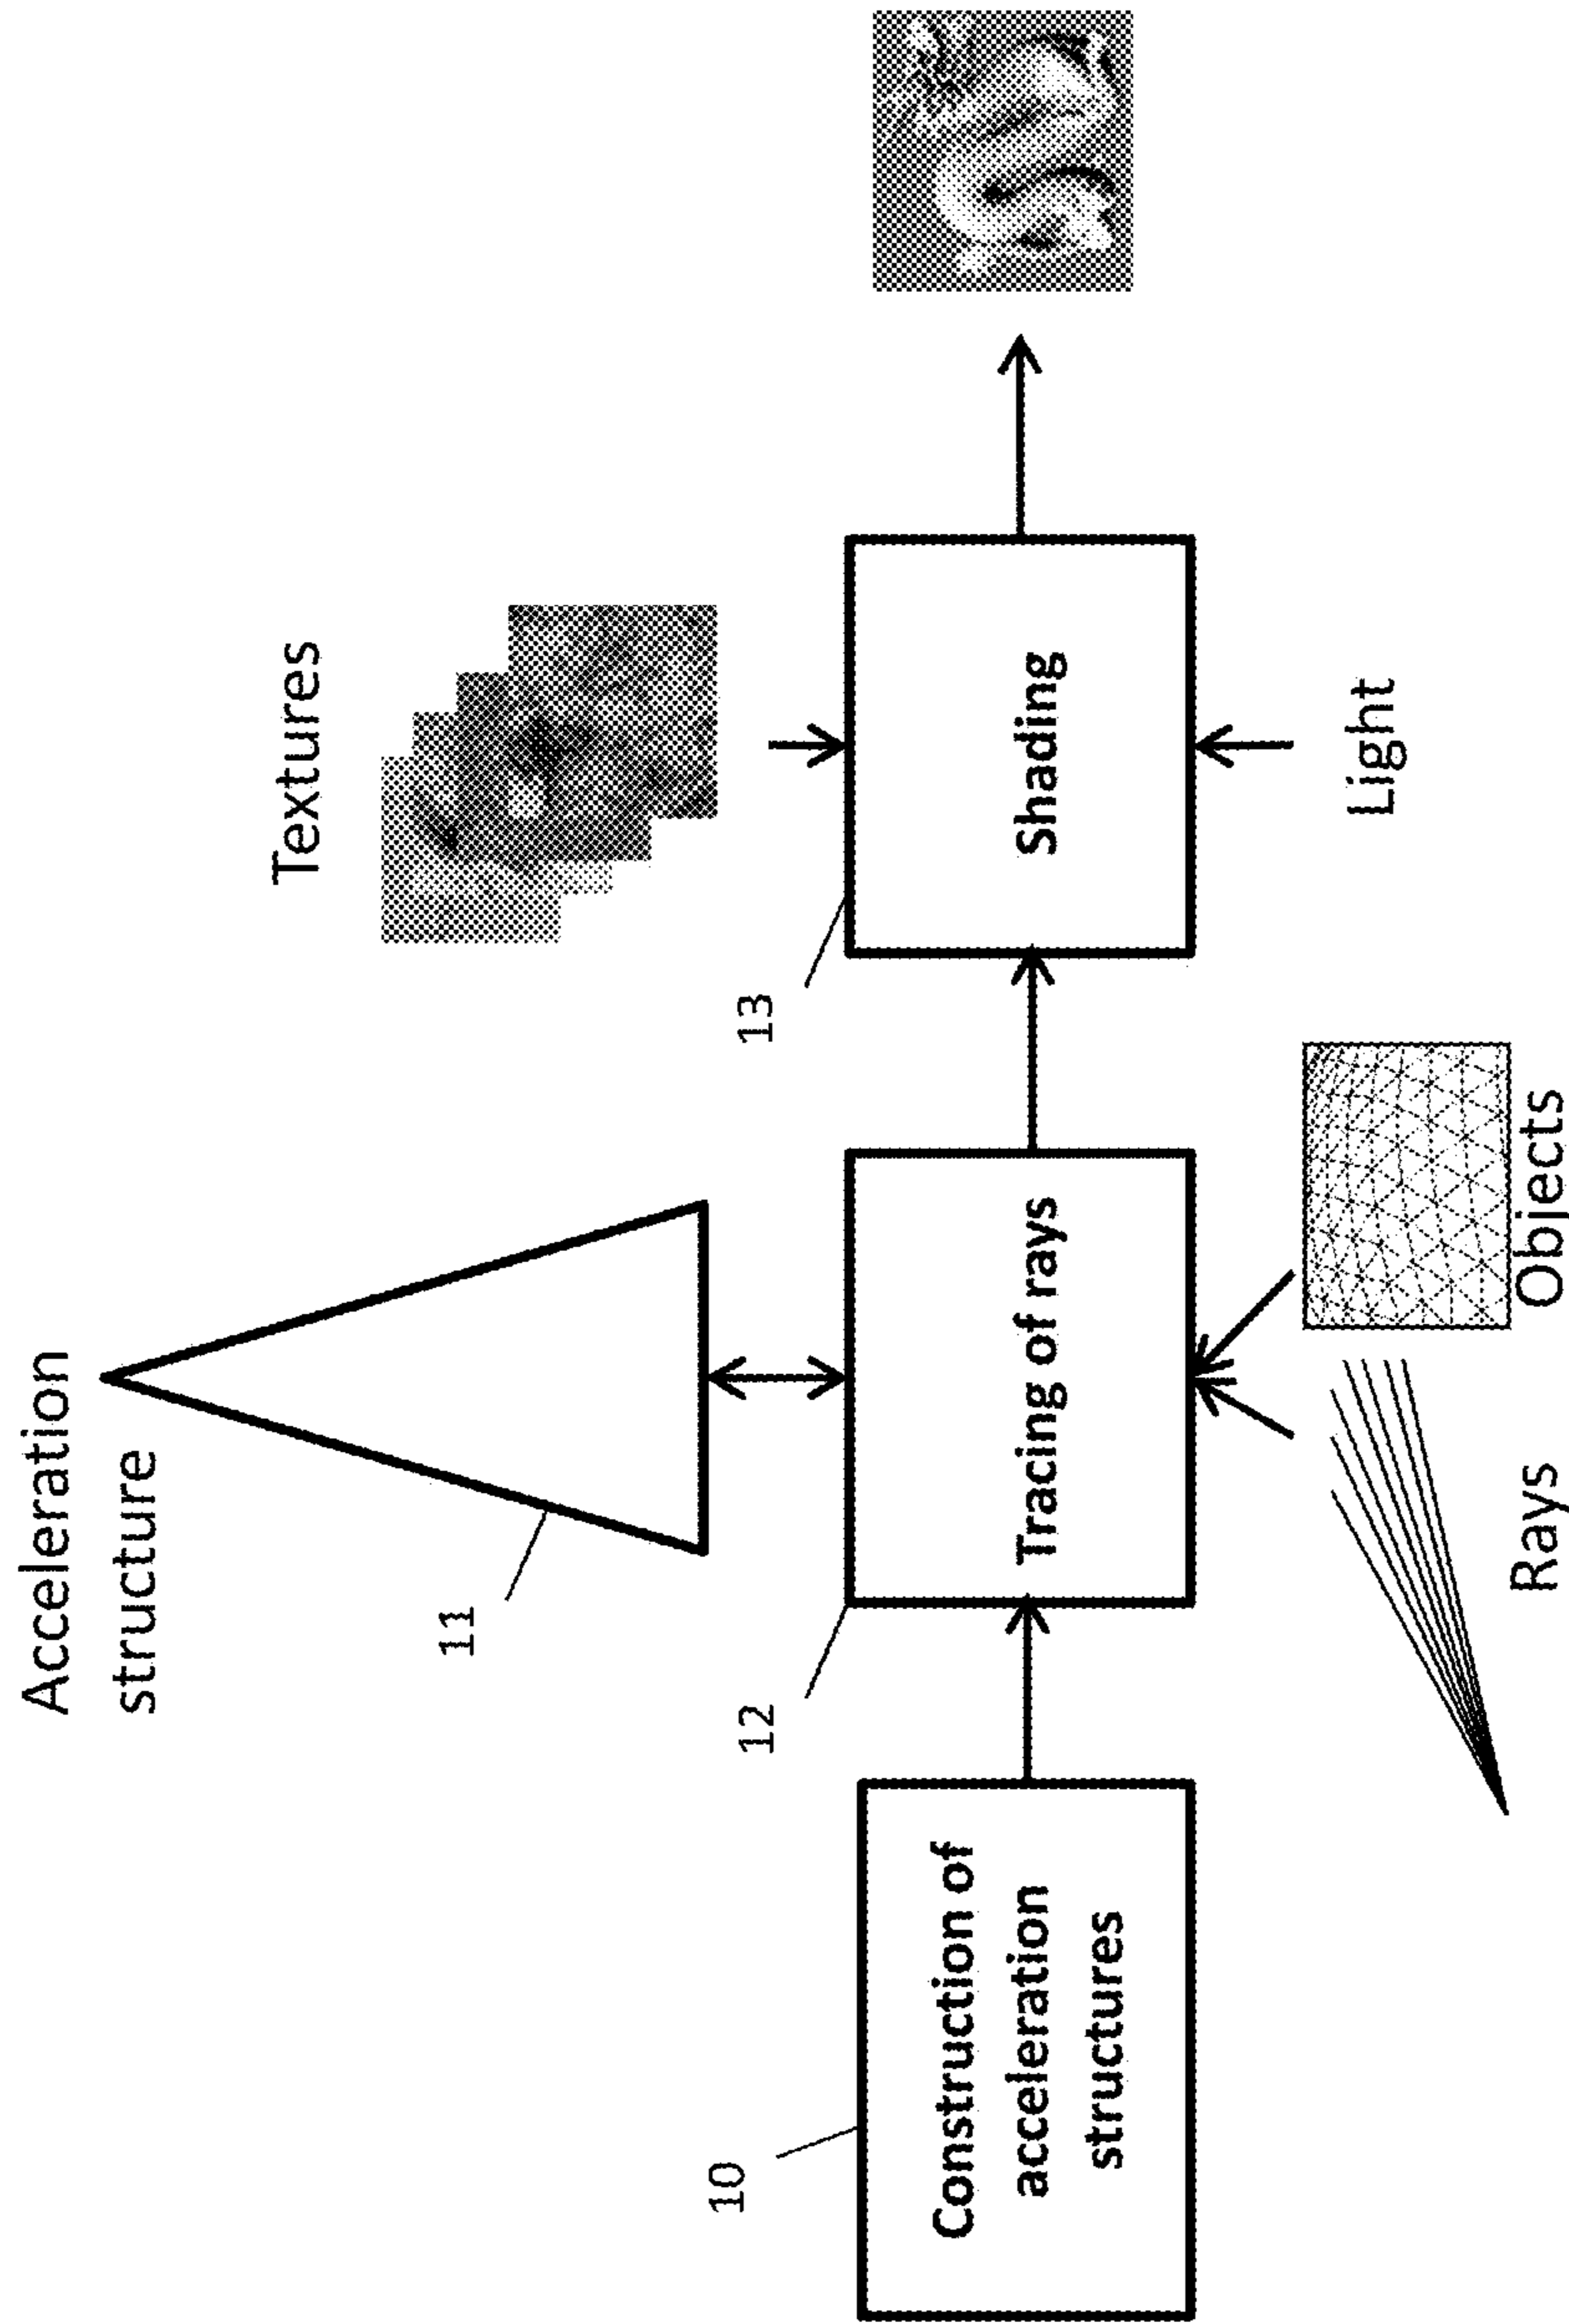 Acceleration
structure
11
Textures
10
Construction of
acceleration
structures
12
Tracing of rays
13
Shading
Rays
Objects
Light